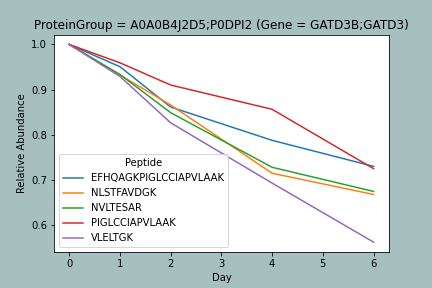 ProteinGroup = A0A0B4J2D5;P0DPI2 (Gene = GATD3B;GATD3)
1.0
0.9
0.8
0.7
0.6
Relative Abundance
Peptide
EFHQAGKPIGLCCIAPVLAAK
NLSTFAVDGK
NVLTESAR
PIGLCCIAPVLAAK
VLELTGK
0 1 2 3 4 5 6
Day